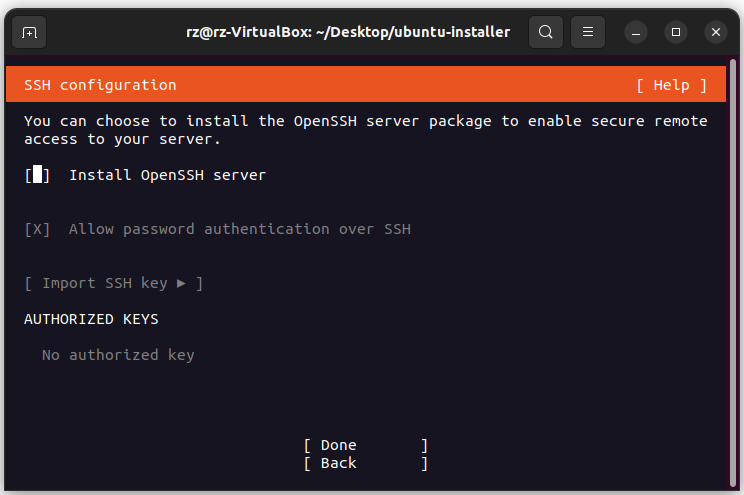 rz@rz-VirtualBox: ~/Desktop/ubuntu-installer
SSH configuration [ Help ]
You can choose to install the OpenSSH server package to enable secure remote
access to your server.
[ ] Install OpenSSH server
[X] Allow password authentication over SSH
[ Import SSH key ▸ ]
AUTHORIZED KEYS
No authorized key
[ Done ]
[ Back ]